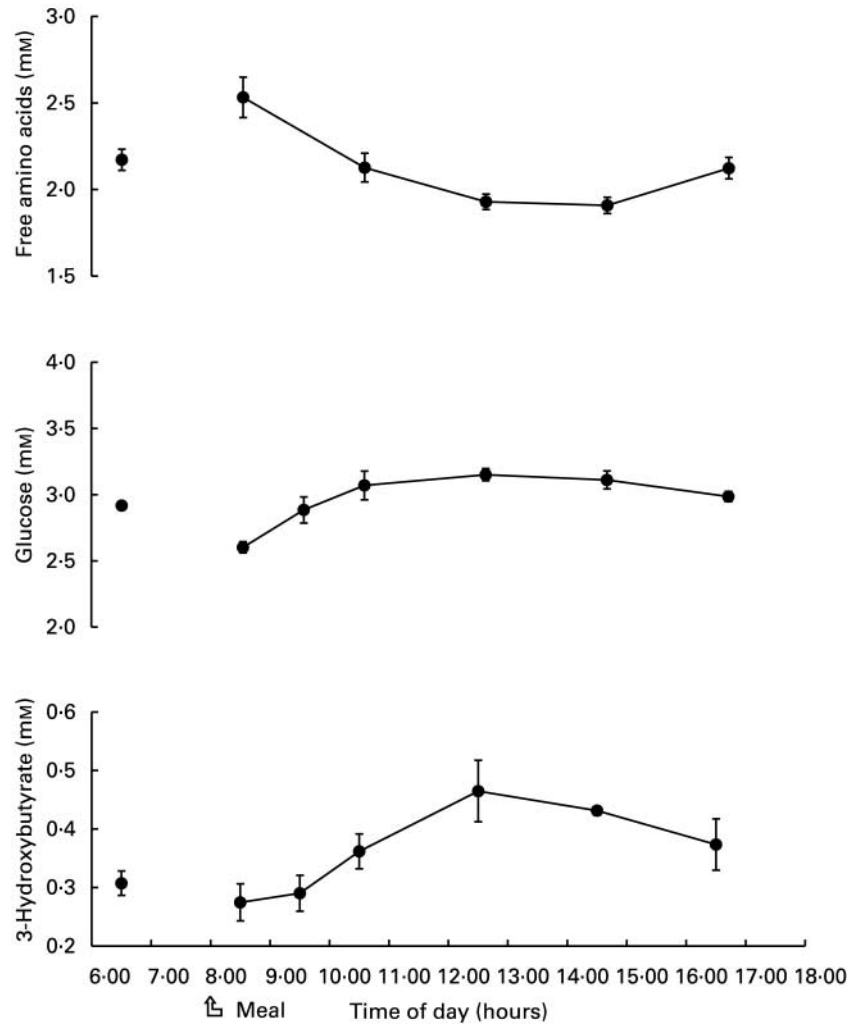 Free amino acids (mM)
3·0
2·5
2·0
1·5
Glucose (mM)
4·0
3·5
3·0
2·5
2·0
3-Hydroxybutyrate (mM)
0·6
0·5
0·4
0·3
0·2
6·00 7·00 8·00 9·00 10·00 11·00 12·00 13·00 14·00 15·00 16·00 17·00 18·00
Meal Time of day (hours)